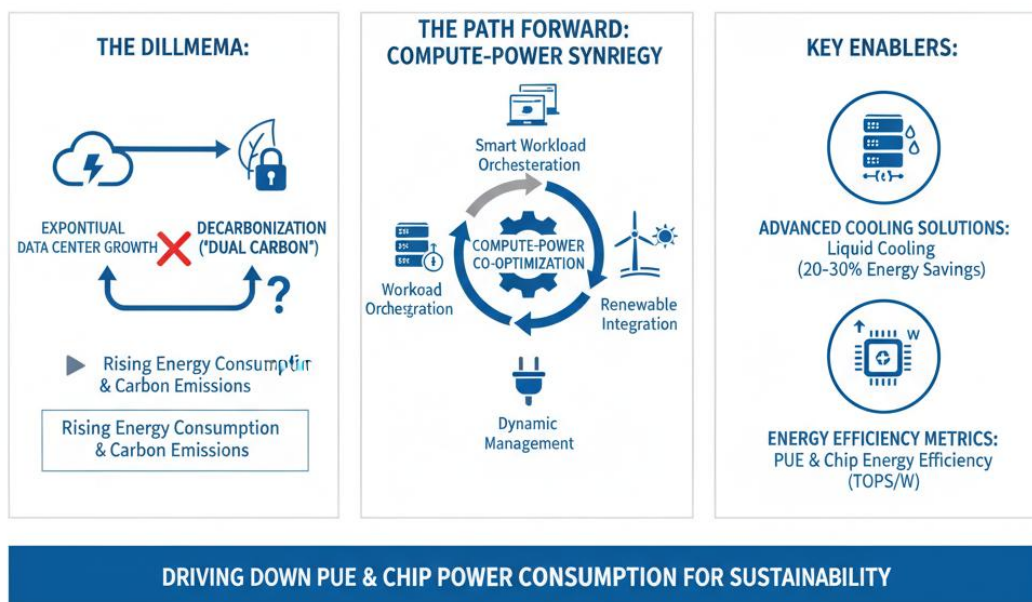 THE DILLMEMA:
EXPONTIUAL
DATA CENTER GROWTH
DECARBONIZATION
("DUAL CARBON")
?
Rising Energy Consumptir
& Carbon Emissions
Rising Energy Consumption
& Carbon Emissions
THE PATH FORWARD:
COMPUTE-POWER SYNRIEGY
Smart Workload
Orchesteration
COMPUTE-POWER
CO-OPTIMIZATION
Workoad
Orchesgration
Renewable
Integration
Dynamic
Management
KEY ENABLERS:
ADVANCED COOLING SOLUTIONS:
Liquid Cooling
(20-30% Energy Savings)
W
ENERGY EFFICIENCY METRICS:
PUE & Chip Energy Efficiency
(TOPS/W)
DRIVING DOWN PUE & CHIP POWER CONSUMPTION FOR SUSTAINABILITY